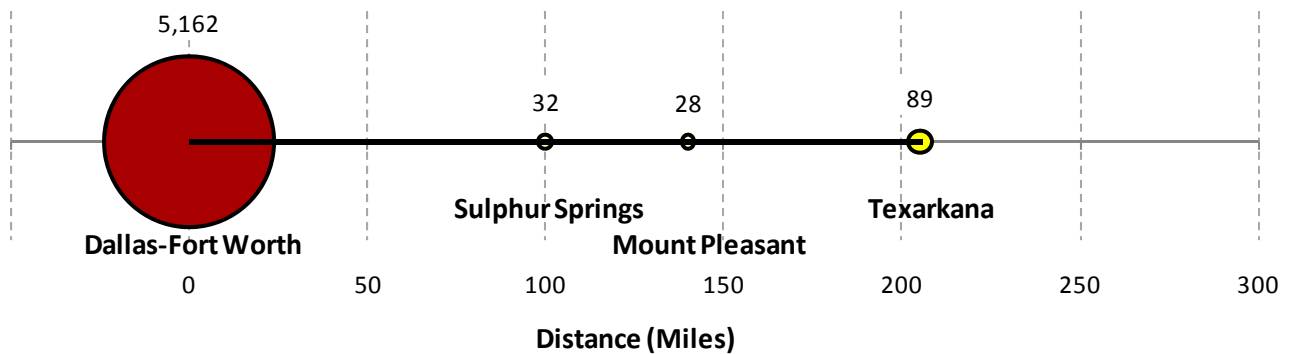 5,162
32 28 89
Sulphur Springs Texarkana
Dallas-Fort Worth Mount Pleasant
0 50 100 150 200 250 300
Distance (Miles)